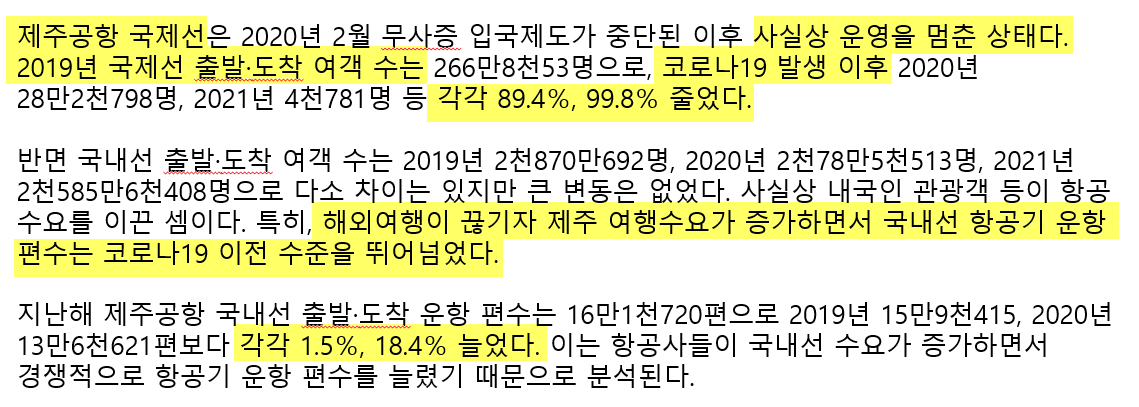 제주공항 국제선은 2020년 2월 무사증 입국제도가 중단된 이후 사실상 운영을 멈춘 상태다.
2019년 국제선 출발·도착 여객 수는 266만8천53명으로, 코로나19 발생 이후 2020년
28만2천798명, 2021년 4천781명 등 각각 89.4%, 99.8% 줄었다.
반면 국내선 출발·도착 여객 수는 2019년 2천870만692명, 2020년 2천78만5천513명, 2021년
2천585만6천408명으로 다소 차이는 있지만 큰 변동은 없었다. 사실상 내국인 관광객 등이 항공
수요를 이끈 셈이다. 특히, 해외여행이 끊기자 제주 여행수요가 증가하면서 국내선 항공기 운항
편수는 코로나19 이전 수준을 뛰어넘었다.
지난해 제주공항 국내선 출발·도착 운항 편수는 16만1천720편으로 2019년 15만9천415, 2020년
13만6천621편보다 각각 1.5%, 18.4% 늘었다. 이는 항공사들이 국내선 수요가 증가하면서
경쟁적으로 항공기 운항 편수를 늘렸기 때문으로 분석된다.